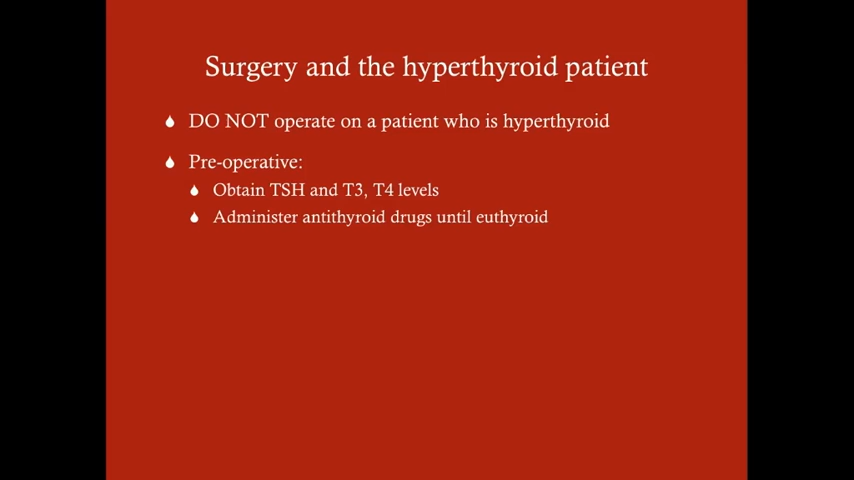 Surgery and the hyperthyroid patient
DO NOT operate on a patient who is hyperthyroid
Pre-operative:
Obtain TSH and T3, T4 levels
Administer antithyroid drugs until euthyroid